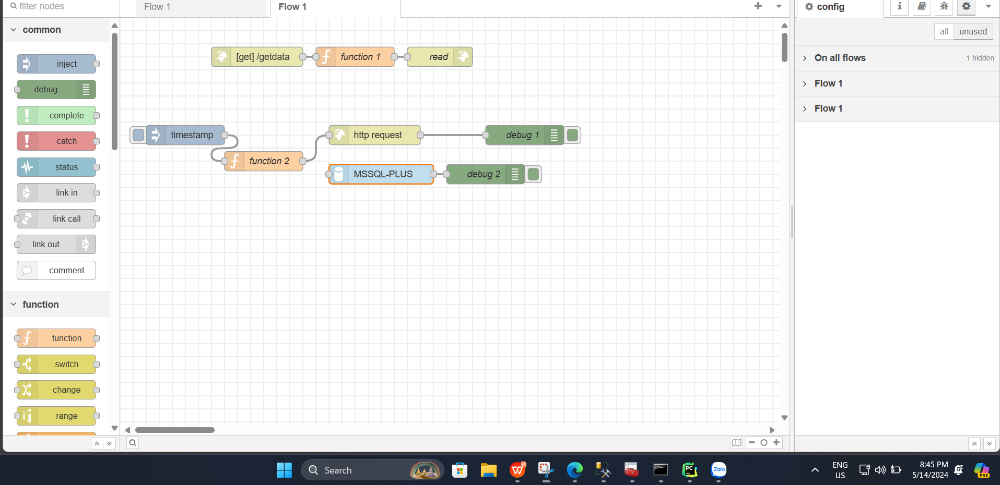 filter nodes
Flow 1
Flow 1
config
all
unused
common
inject
debug
complete
catch
status
link in
link call
link out
comment
function
function
switch
change
range
[get] /getdata
function 1
read
timestamp
function 2
http request
debug 1
MSSQL-PLUS
debug 2
On all flows
1 hidden
Flow 1
Flow 1
Search
W
P
PC
Zalo
ENG
US
8:45 PM
5/14/2024
PRE